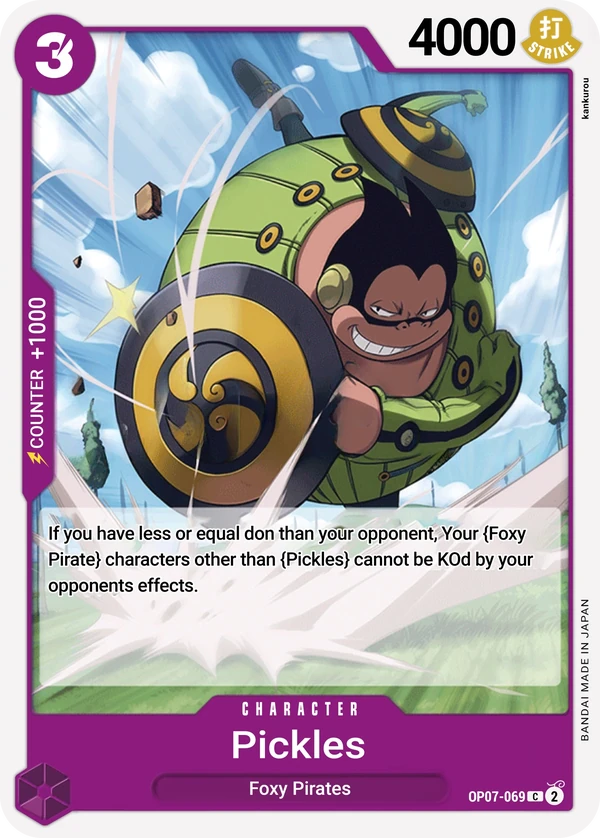 3
4000
打
STRIKE
kankurou
COUNTER +1000
If you have less or equal don than your opponent, Your {Foxy
Pirate} characters other than {Pickles} cannot be KOd by your
opponents effects.
BANDAI MADE IN JAPAN
CHARACTER
Pickles
Foxy Pirates
OP07-069 C 2